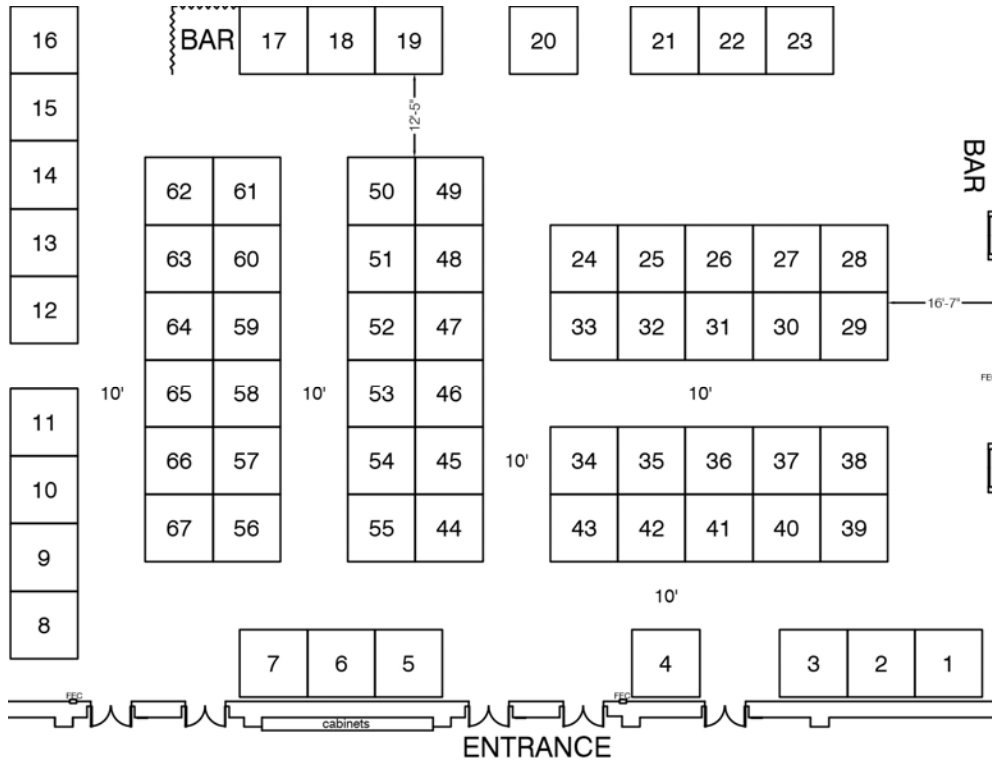 16 BAR 17 18 19 20 21 22 23
15
12'-5"
14 BAR
62 61 50 49
13 63 60 51 48 24 25 26 27 28
12 64 59 52 47 33 32 31 30 29 16'-7"
FEC
10' 65 58 10' 53 46 10'
11
10 66 57 54 45 10' 34 35 36 37 38
9 67 56 55 44 43 42 41 40 39
10'
8
7 6 5 4 3 2 1
FEC FEC
cabinets
ENTRANCE